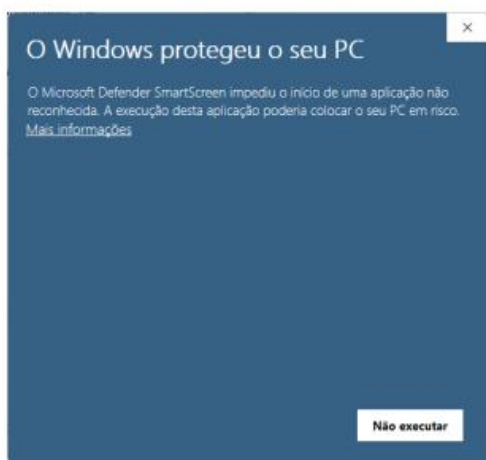 O Windows protegeu o seu PC
O Microsoft Defender SmartScreen impediu o início de uma aplicação não
reconhecida. A execução desta aplicação poderia colocar o seu PC em risco.
Mais informações
Não executar